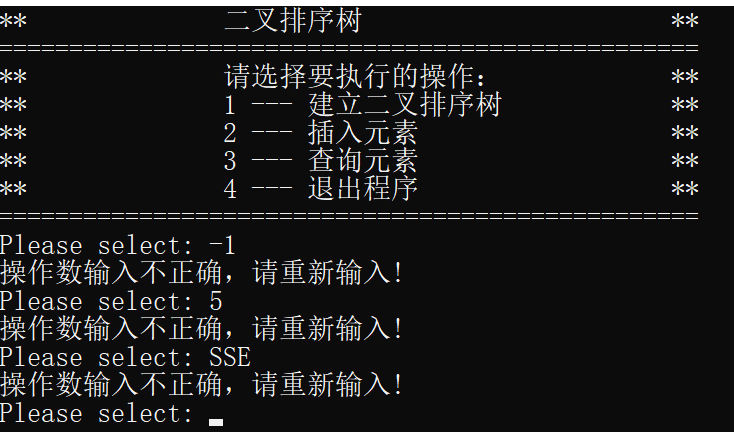 **              二叉排序树                      **
==================================================
**              请选择要执行的操作:             **
**              1 --- 建立二叉排序树            **
**              2 --- 插入元素                  **
**              3 --- 查询元素                  **
**              4 --- 退出程序                  **
==================================================
Please select: -1
操作数输入不正确，请重新输入!
Please select: 5
操作数输入不正确，请重新输入!
Please select: SSE
操作数输入不正确，请重新输入!
Please select: